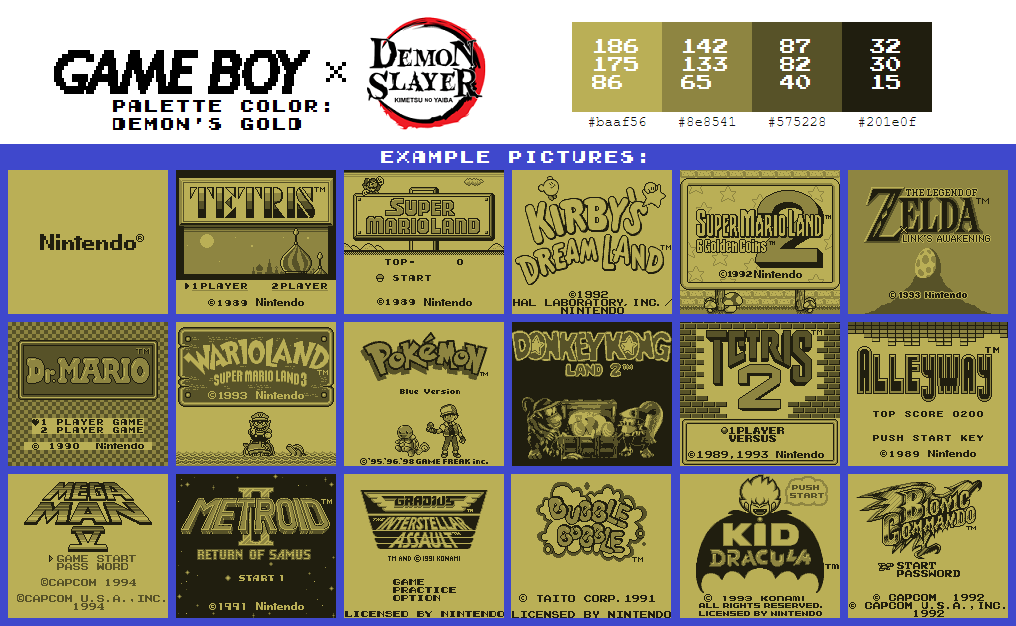 GAME BOY × DEMON SLAYER
KIMETSU NO YAIBA
PALETTE COLOR:
DEMON'S GOLD
186 142 87 32
175 133 82 30
86 65 40 15
#baaf56 #8e8541 #575228 #201e0f
EXAMPLE PICTURES:
Nintendo®
TETRIS™
1PLAYER 2PLAYER
©1989 Nintendo
SUPER
MARIOLAND
TOP- 0
START
©1989 Nintendo
KIRBY'S
DREAM LAND™
©1992
HAL LABORATORY, INC. /
NINTENDO
SUPER MARIO LAND™ 2
6 Golden Coins™
©1992 Nintendo
THE LEGEND OF
ZELDA™
LINK'S AWAKENING
© 1993 Nintendo
Dr. MARIO™
1 PLAYER GAME
2 PLAYER GAME
© 1990 Nintendo
WARIOLAND
SUPER MARIO LAND 3™
©1993 Nintendo
POKéMON™
Blue Version
©'95.'96.'98 GAME FREAK inc.
DONKEY KONG
LAND 2™
TETRIS™
2
1PLAYER
VERSUS
©1989,1993 Nintendo
ALLEYWAY™
TOP SCORE 0200
PUSH START KEY
©1989 Nintendo
MEGA
MAN
IV
GAME START
PASS WORD
©CAPCOM 1994
©CAPCOM U.S.A.,INC.
1994
METROID™
II
RETURN OF SAMUS
START 1
©1991 Nintendo
GRADIUS™
THE INTERSTELLAR
ASSAULT™
TM AND © 1991 KONAMI
GAME
PRACTICE
OPTION
LICENSED BY NINTENDO
BUBBLE
BOBBLE™
© TAITO CORP. 1991
LICENSED BY NINTENDO
PUSH
START
KID
DRACULA™
© 1993 KONAMI
ALL RIGHTS RESERVED.
LICENSED BY NINTENDO
BIONIC
COMMANDO™
START
PASSWORD
© CAPCOM 1992
© CAPCOM U.S.A.,INC.
1992